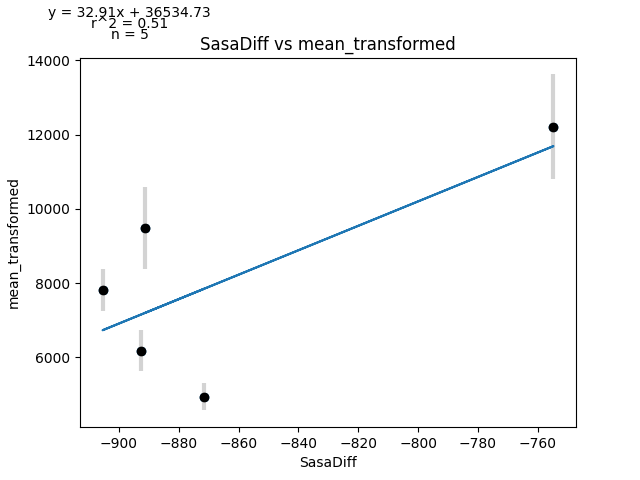 y = 32.91x + 36534.73
r^2 = 0.51
n = 5
SasaDiff vs mean_transformed
14000
12000
10000
8000
6000
mean_transformed
−900
−880
−860
−840
−820
−800
−780
−760
SasaDiff